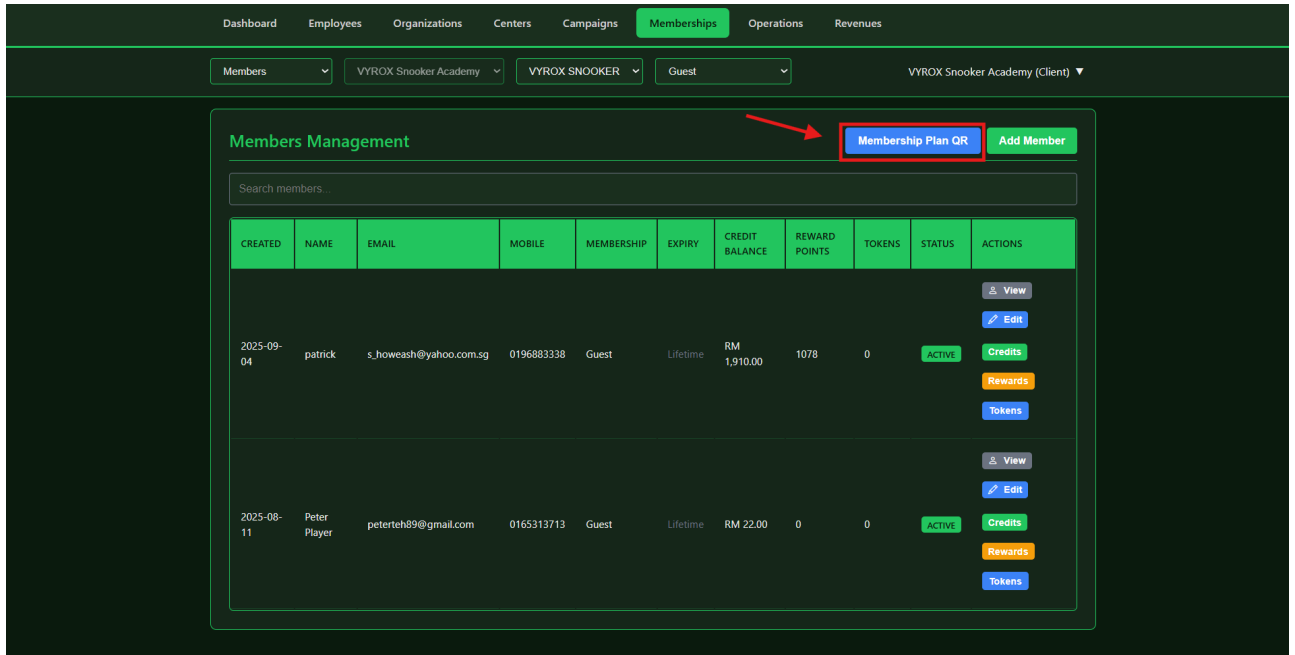 Dashboard Employees Organizations Centers Campaigns Memberships Operations Revenues
Members VYROX Snooker Academy VYROX SNOOKER Guest VYROX Snooker Academy (Client) ▼
Members Management Membership Plan QR Add Member
Search members...
CREATED NAME EMAIL MOBILE MEMBERSHIP EXPIRY CREDIT BALANCE REWARD POINTS TOKENS STATUS ACTIONS
2025-09-04 patrick s_howeash@yahoo.com.sg 0196883338 Guest Lifetime RM 1,910.00 1078 0 ACTIVE
View
Edit
Credits
Rewards
Tokens
2025-08-11 Peter Player peterteh89@gmail.com 0165313713 Guest Lifetime RM 22.00 0 0 ACTIVE
View
Edit
Credits
Rewards
Tokens